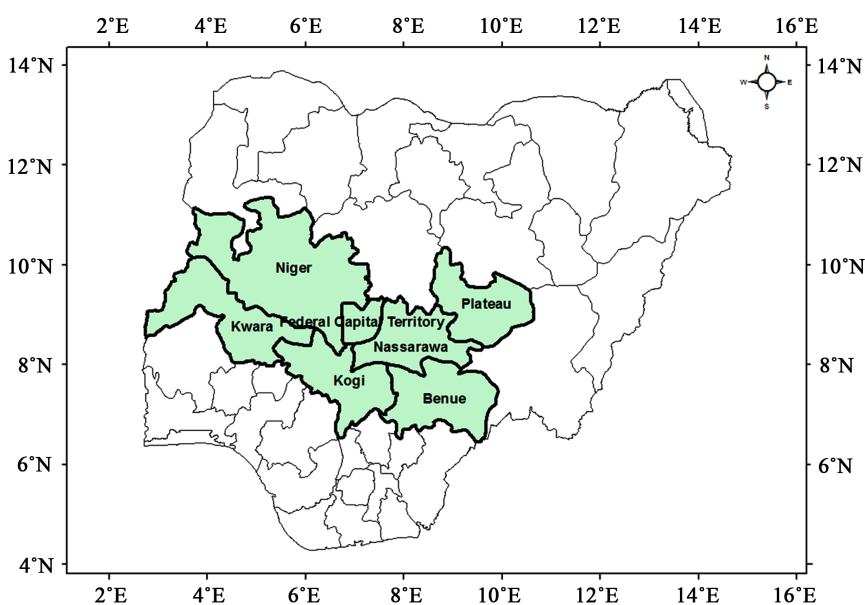 2˚E 4˚E 6˚E 8˚E 10˚E 12˚E 14˚E 16˚E
14˚N 14˚N
N
W E
S
12˚N 12˚N
10˚N 10˚N
Niger
Plateau
Kwara Federal Capital Territory
Nassarawa
8˚N 8˚N
Kogi
Benue
6˚N 6˚N
4˚N 4˚N
2˚E 4˚E 6˚E 8˚E 10˚E 12˚E 14˚E 16˚E